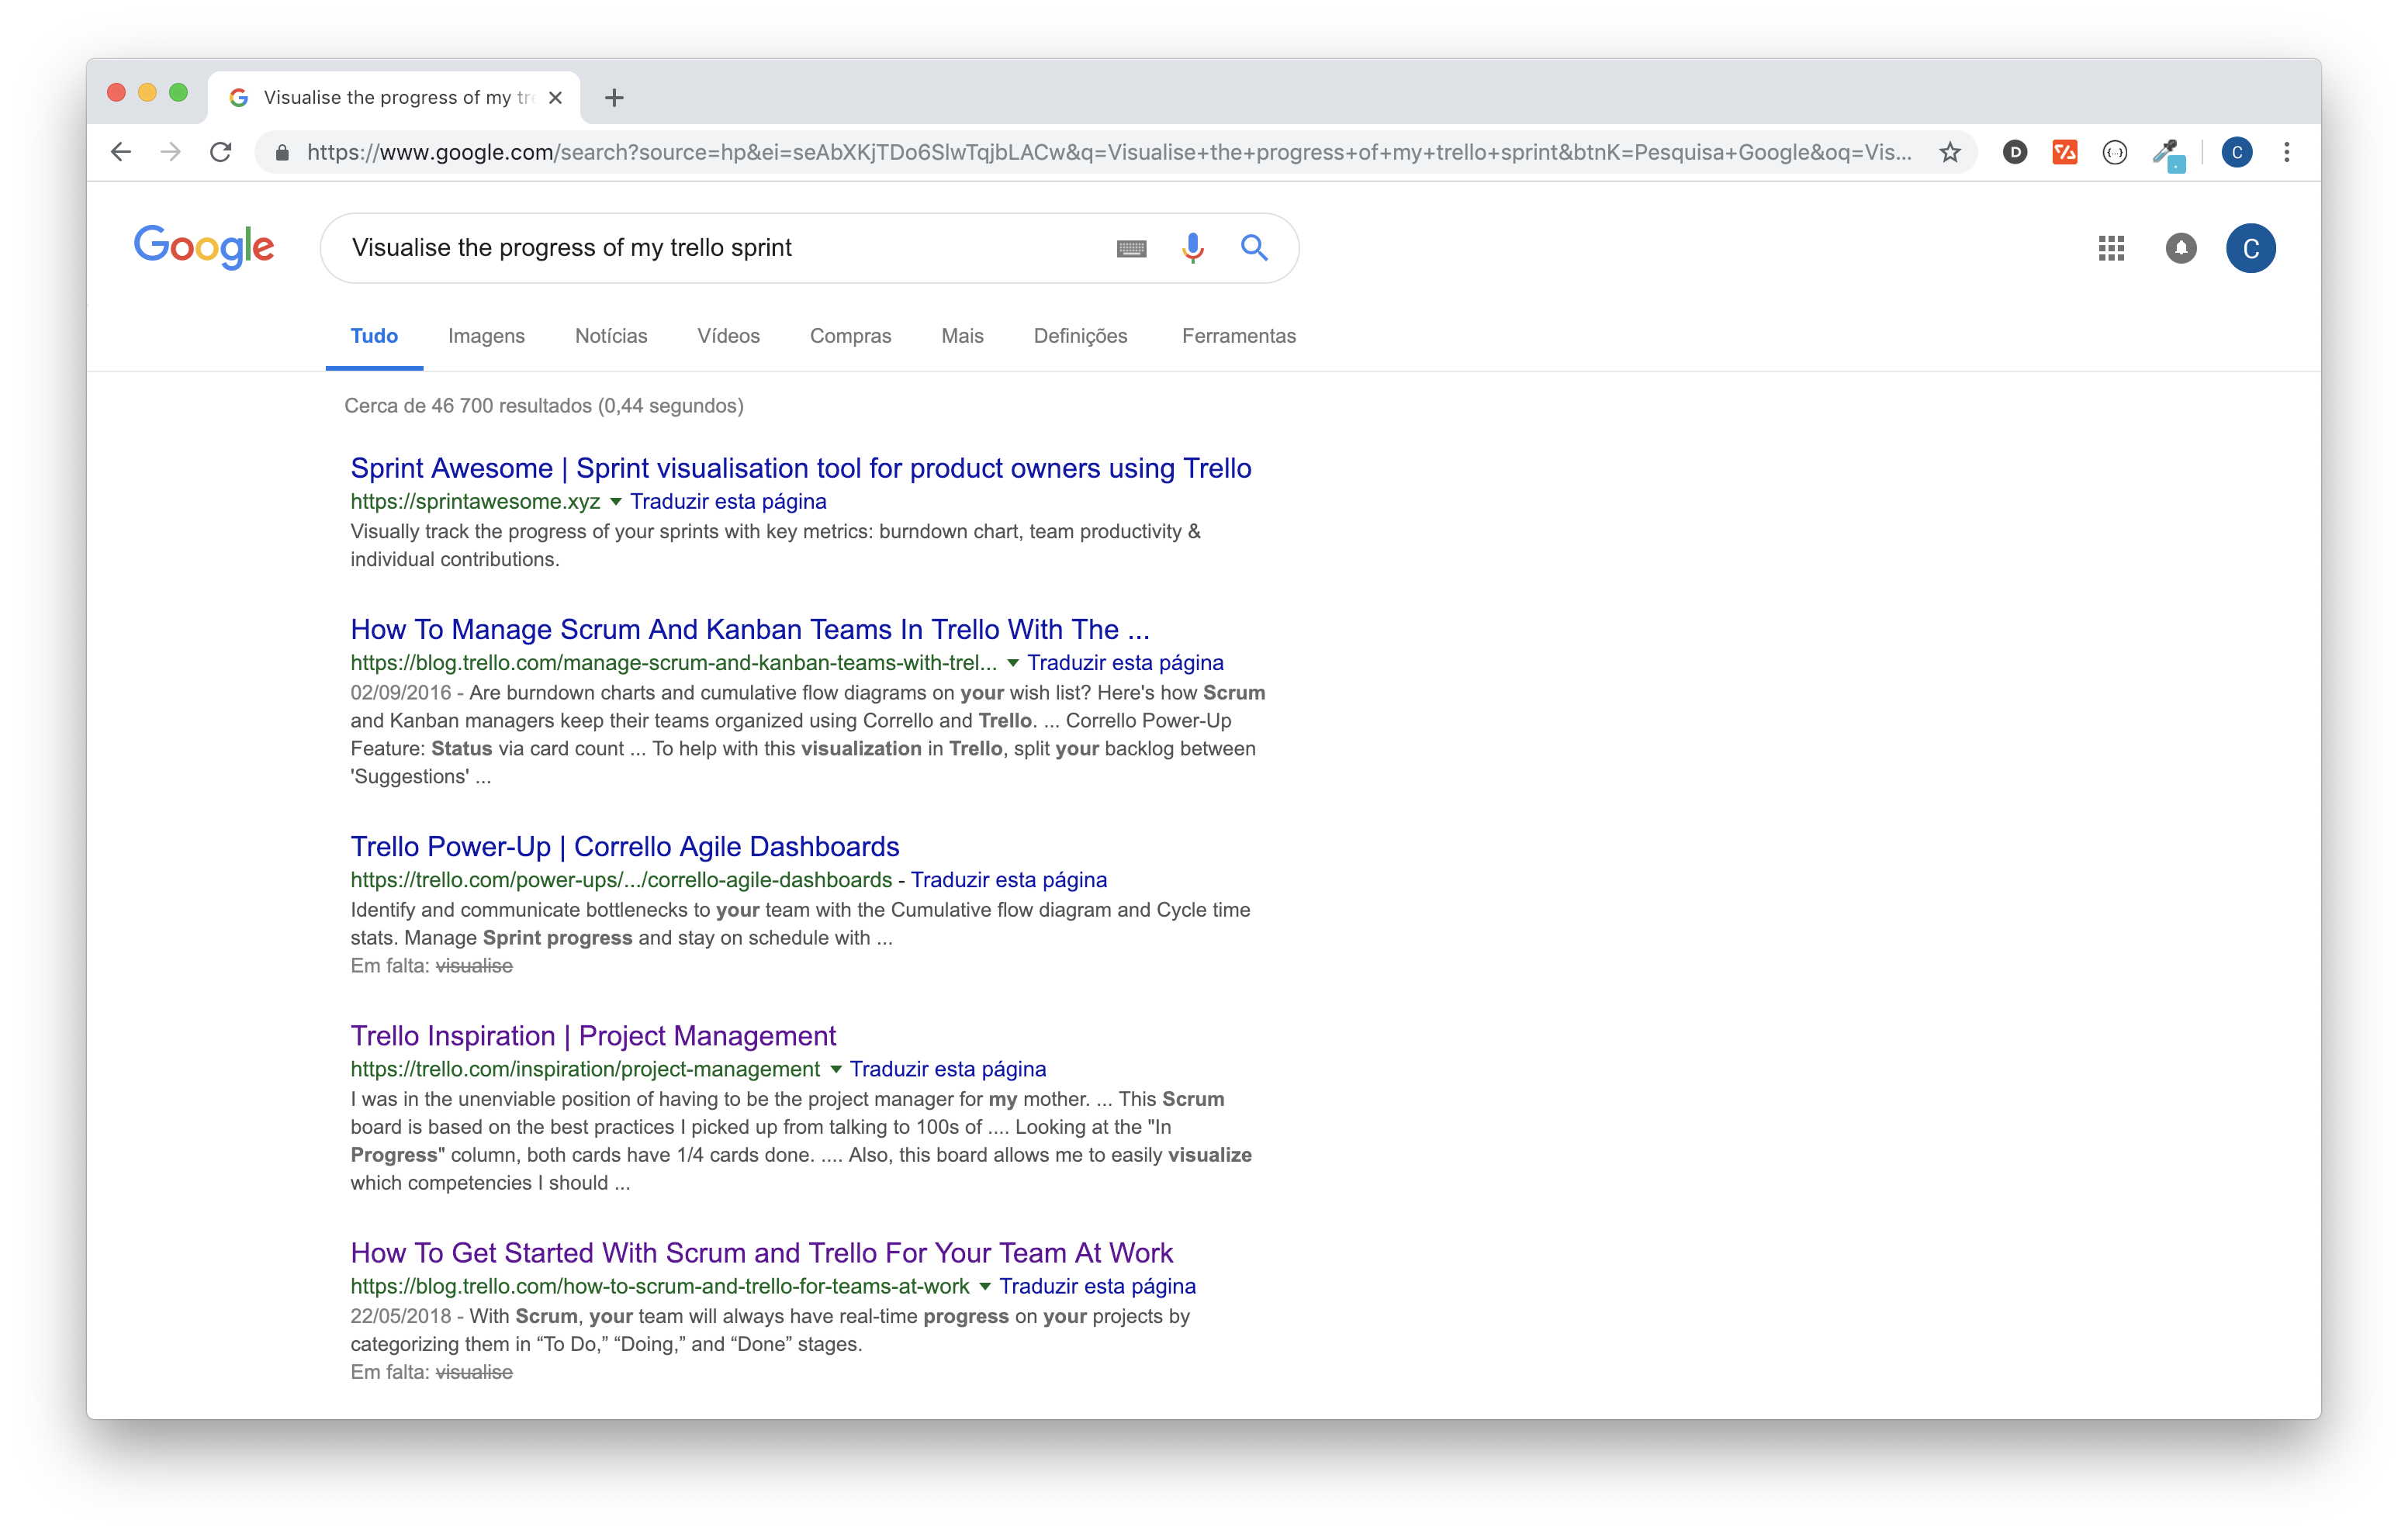 Visualise the progress of my tre
https://www.google.com/search?source=hp&ei=seAbXKjTDo6SlwTqjbLACw&q=Visualise+the+progress+of+my+trello+sprint&btnK=Pesquisa+Google&oq=Vis...
D
C
Google
Visualise the progress of my trello sprint
C
Tudo Imagens Notícias Vídeos Compras Mais Definições Ferramentas
Cerca de 46 700 resultados (0,44 segundos)
Sprint Awesome | Sprint visualisation tool for product owners using Trello
https://sprintawesome.xyz Traduzir esta página
Visually track the progress of your sprints with key metrics: burndown chart, team productivity &
individual contributions.
How To Manage Scrum And Kanban Teams In Trello With The ...
https://blog.trello.com/manage-scrum-and-kanban-teams-with-trel... Traduzir esta página
02/09/2016 - Are burndown charts and cumulative flow diagrams on your wish list? Here's how Scrum
and Kanban managers keep their teams organized using Corrello and Trello. ... Corrello Power-Up
Feature: Status via card count ... To help with this visualization in Trello, split your backlog between
'Suggestions' ...
Trello Power-Up | Corrello Agile Dashboards
https://trello.com/power-ups/.../corrello-agile-dashboards - Traduzir esta página
Identify and communicate bottlenecks to your team with the Cumulative flow diagram and Cycle time
stats. Manage Sprint progress and stay on schedule with ...
Em falta: visualise
Trello Inspiration | Project Management
https://trello.com/inspiration/project-management Traduzir esta página
I was in the unenviable position of having to be the project manager for my mother. ... This Scrum
board is based on the best practices I picked up from talking to 100s of .... Looking at the "In
Progress" column, both cards have 1/4 cards done. .... Also, this board allows me to easily visualize
which competencies I should ...
How To Get Started With Scrum and Trello For Your Team At Work
https://blog.trello.com/how-to-scrum-and-trello-for-teams-at-work Traduzir esta página
22/05/2018 - With Scrum, your team will always have real-time progress on your projects by
categorizing them in “To Do,” “Doing,” and “Done” stages.
Em falta: visualise